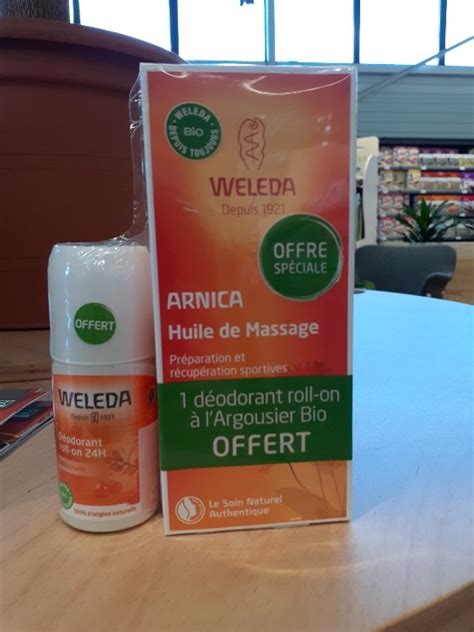 WELEDA
BIO
DEPUIS TOUJOURS
WELEDA
Depuis 1921
OFFRE
SPÉCIALE
ARNICA
Huile de Massage
Préparation et
récupération sportives
1 déodorant roll-on
à l'Argousier Bio
OFFERT
Le Soin Naturel
Authentique
OFFERT
WELEDA
Depuis 1921
Déodorant
roll-on 24H
100% d'origine naturelle